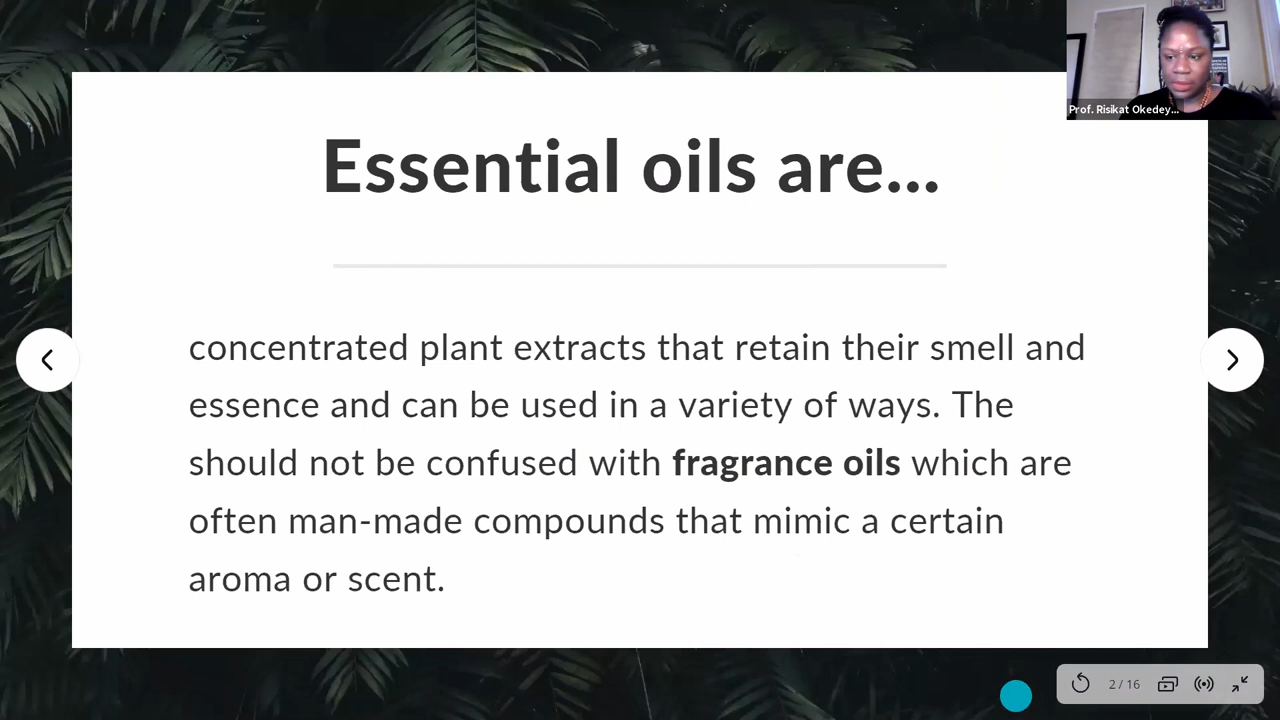 Essential oils are...
Prof. Risikat Okedey...
concentrated plant extracts that retain their smell and
essence and can be used in a variety of ways. The
should not be confused with fragrance oils which are
often man-made compounds that mimic a certain
aroma or scent.
2 / 16